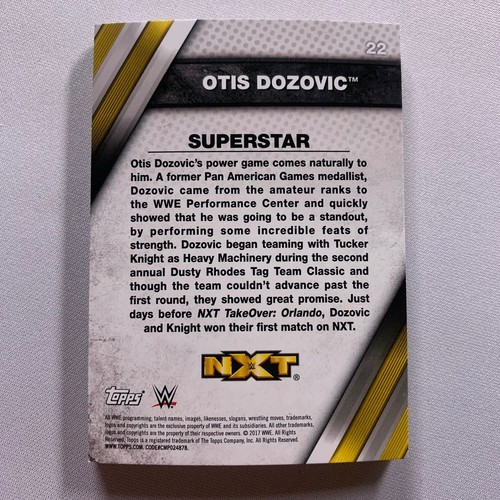 22
OTIS DOZOVIC™
SUPERSTAR
Otis Dozovic's power game comes naturally to
him. A former Pan American Games medallist,
Dozovic came from the amateur ranks to
the WWE Performance Center and quickly
showed that he was going to be a standout,
by performing some incredible feats of
strength. Dozovic began teaming with Tucker
Knight as Heavy Machinery during the second
annual Dusty Rhodes Tag Team Classic and
though the team couldn't advance past the
first round, they showed great promise. Just
days before NXT TakeOver: Orlando, Dozovic
and Knight won their first match on NXT.
NXT®
Topps W
All WWE programming, talent names, images, likenesses, slogans, wrestling moves, trademarks,
logos and copyrights are the exclusive property of WWE and its subsidiaries. All other trademarks,
logos and copyrights are the property of their respective owners. © 2017 WWE. All Rights
Reserved. Topps is a registered trademark of The Topps Company, Inc. All Rights Reserved.
WWW.TOPPS.COM. CODE#CMP024878.